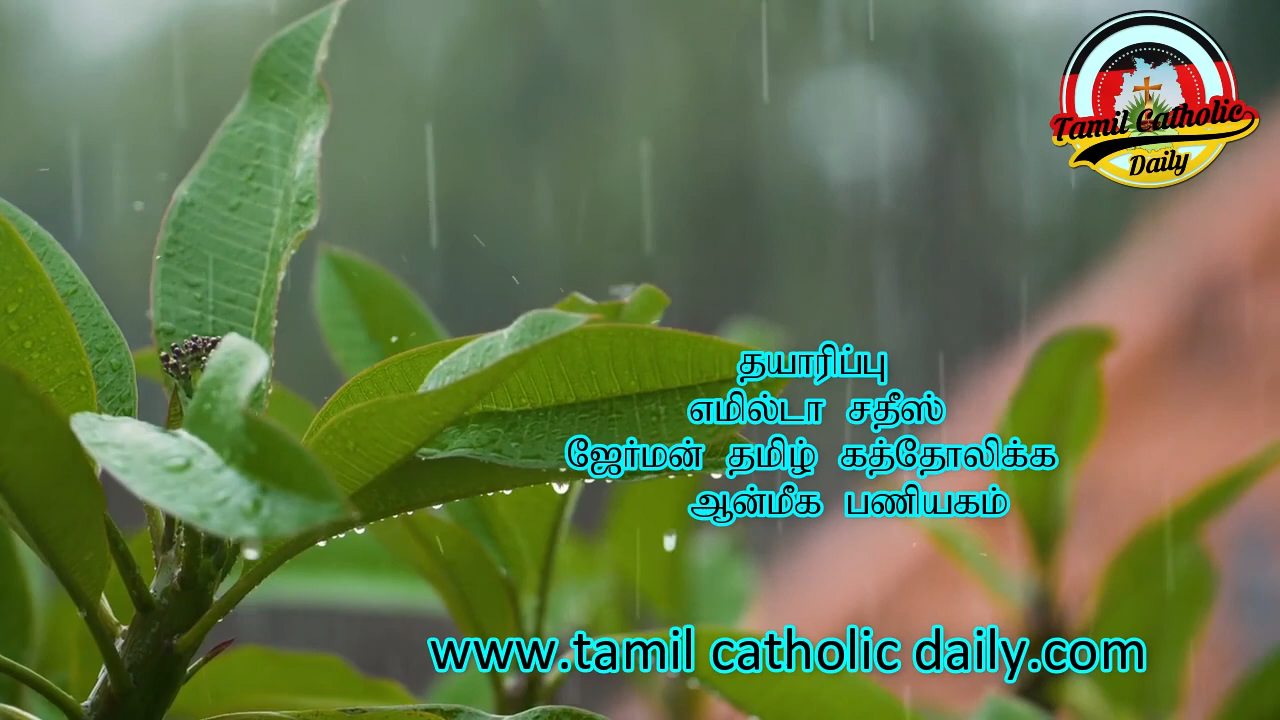 Tamil Catholic
Daily
தயாரிப்பு
எமில்டா சதீஸ்
ஜேர்மன் தமிழ் கத்தோலிக்க
ஆன்மீக பணியகம்
www.tamil catholic daily.com